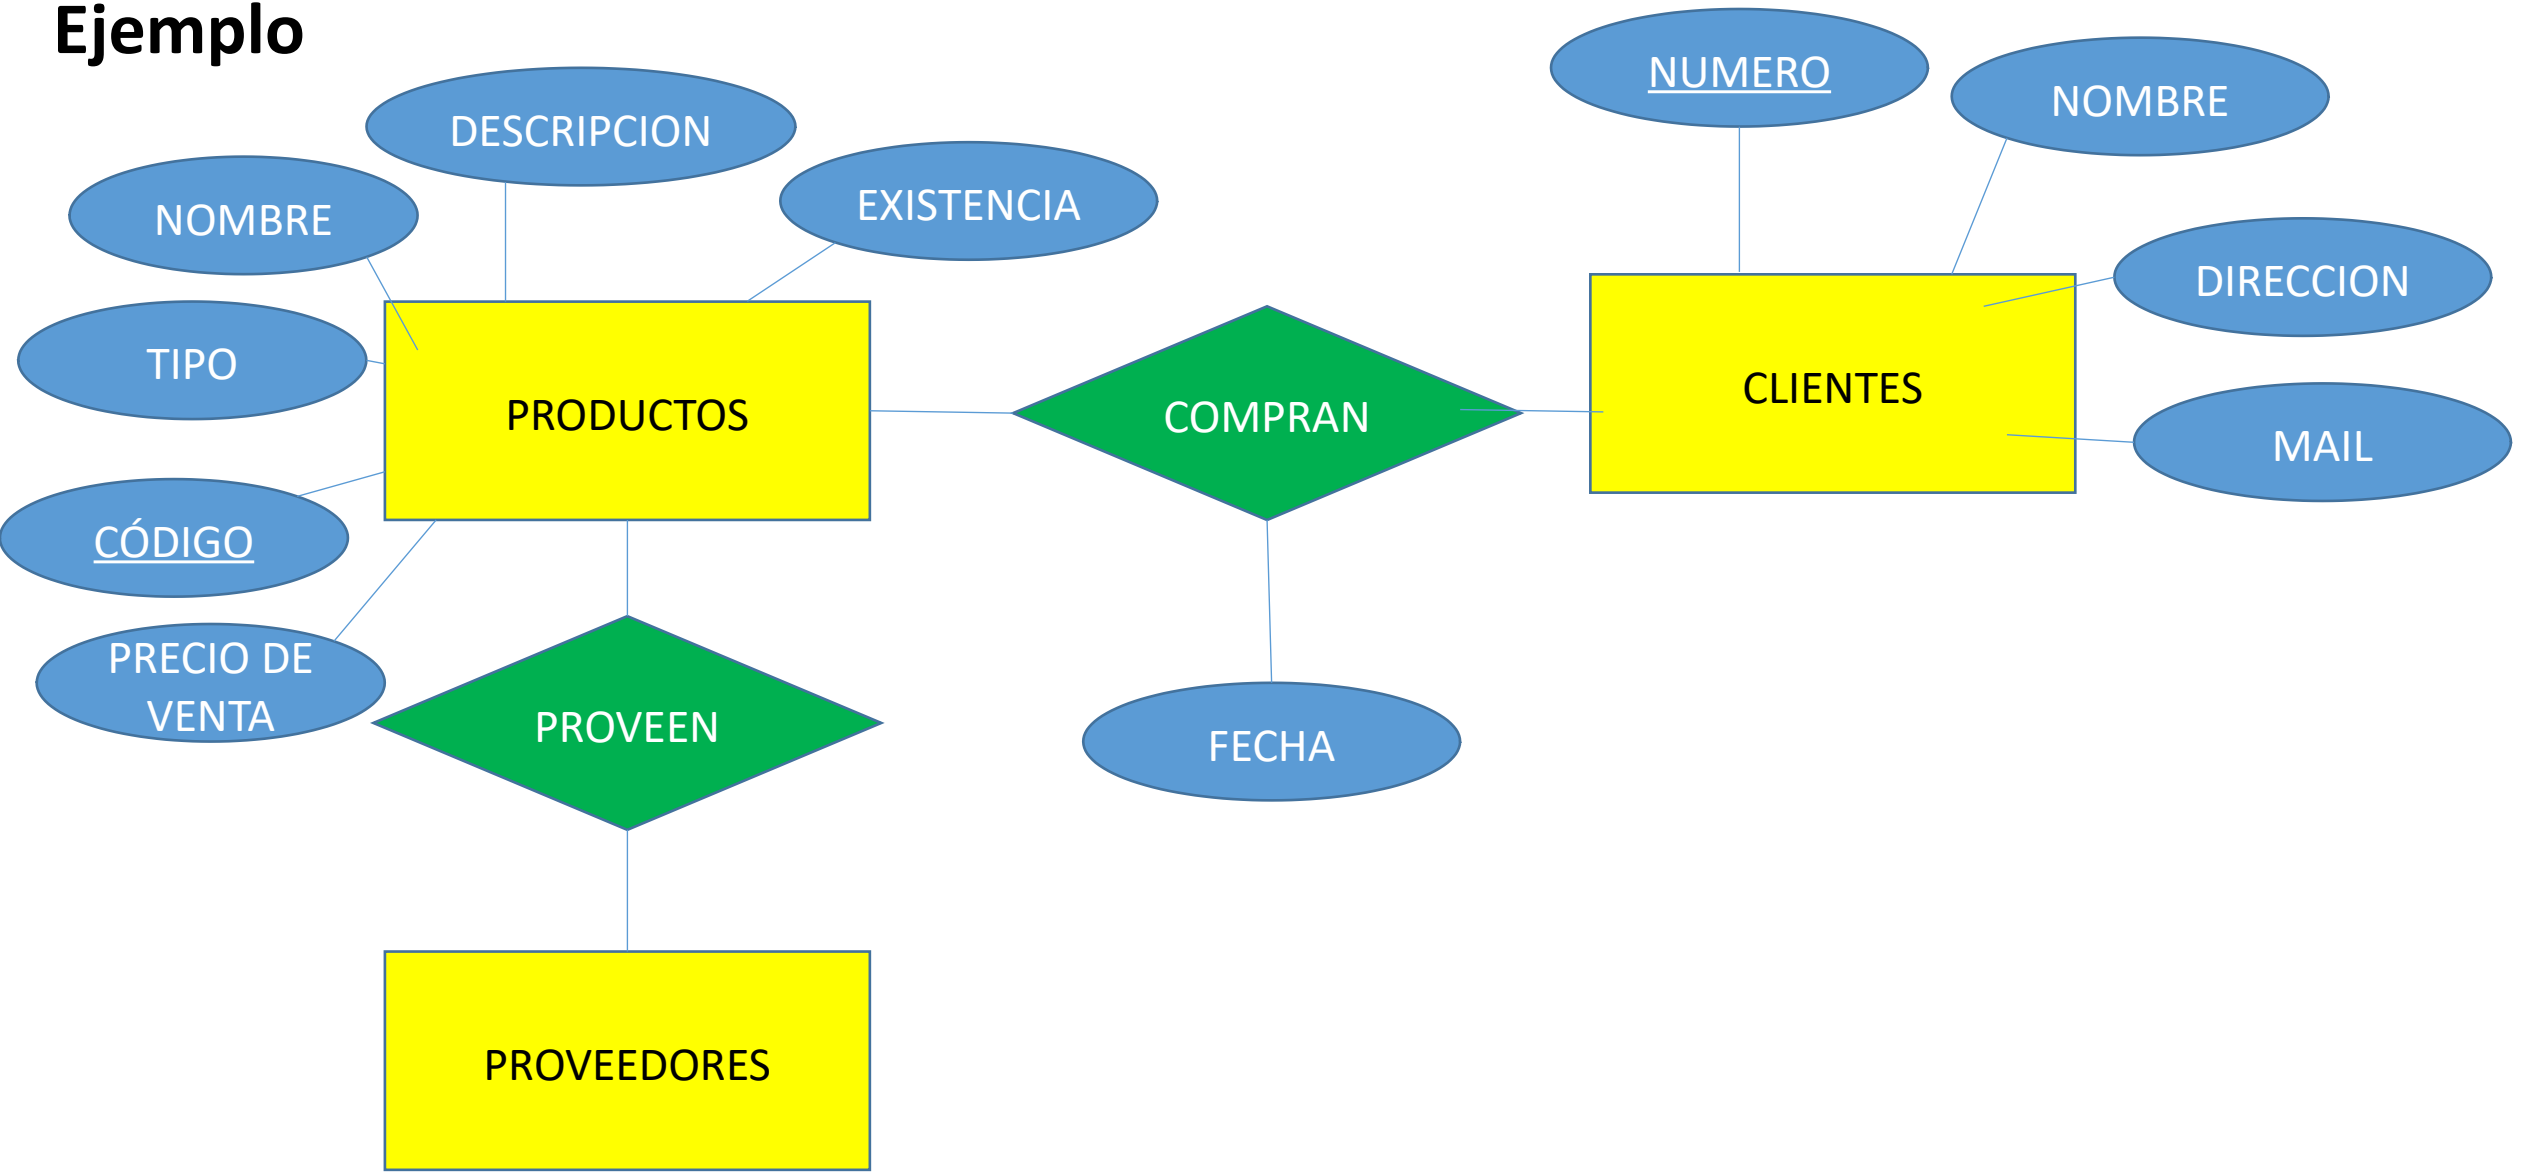 Ejemplo
NUMERO
NOMBRE
DESCRIPCION
EXISTENCIA
NOMBRE
DIRECCION
TIPO
PRODUCTOS
COMPRAN
CLIENTES
MAIL
CÓDIGO
PRECIO DE
VENTA
PROVEEN
FECHA
PROVEEDORES